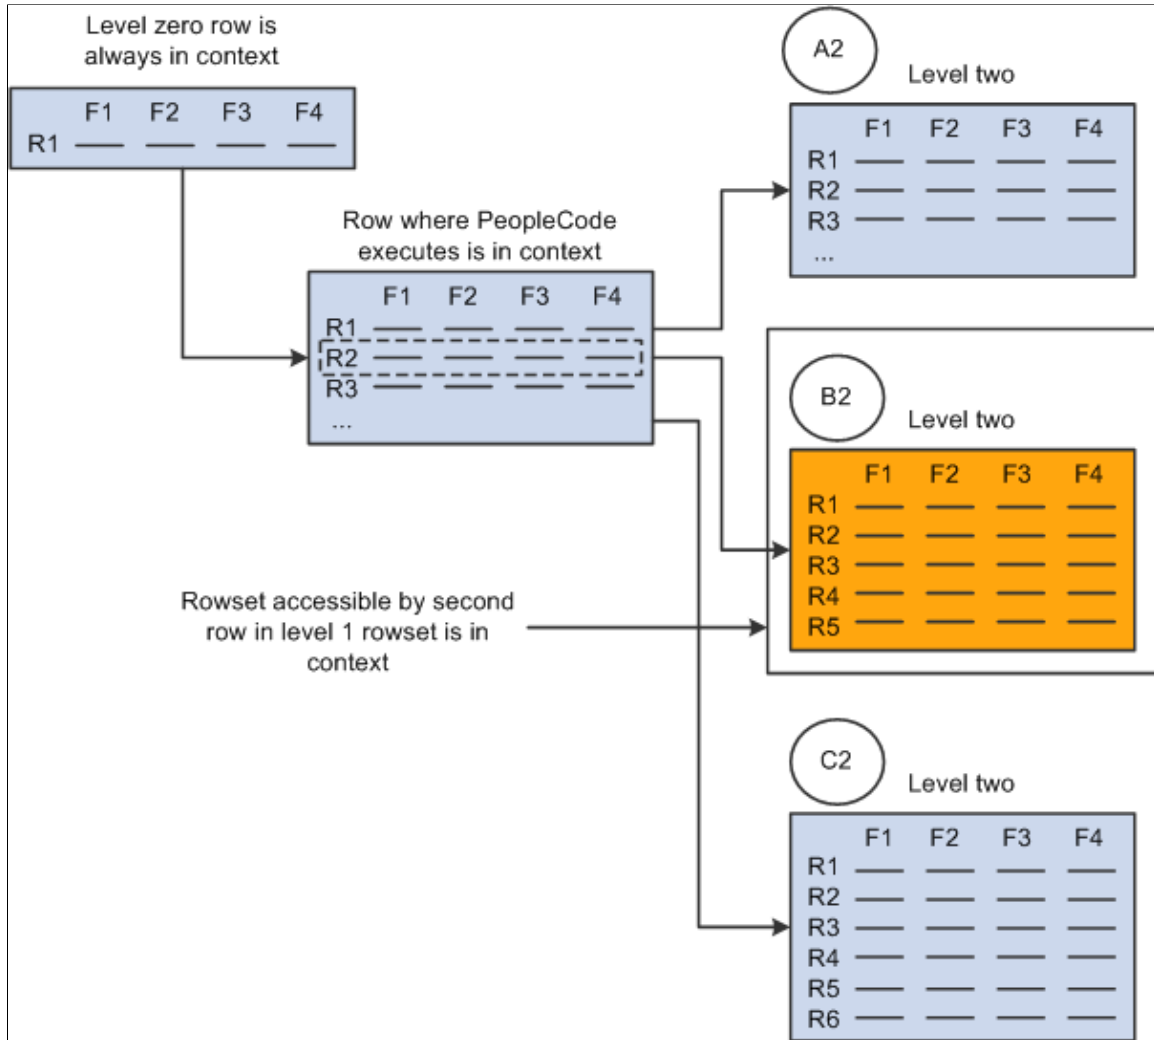 Level zero row is
always in context
F1 F2 F3 F4
R1
Row where PeopleCode
executes is in context
F1 F2 F3 F4
R1
R2
R3
...
A2
Level two
F1 F2 F3 F4
R1
R2
R3
...
B2
Level two
F1 F2 F3 F4
R1
R2
R3
R4
R5
Rowset accessible by second
row in level 1 rowset is in
context
C2
Level two
F1 F2 F3 F4
R1
R2
R3
R4
R5
R6